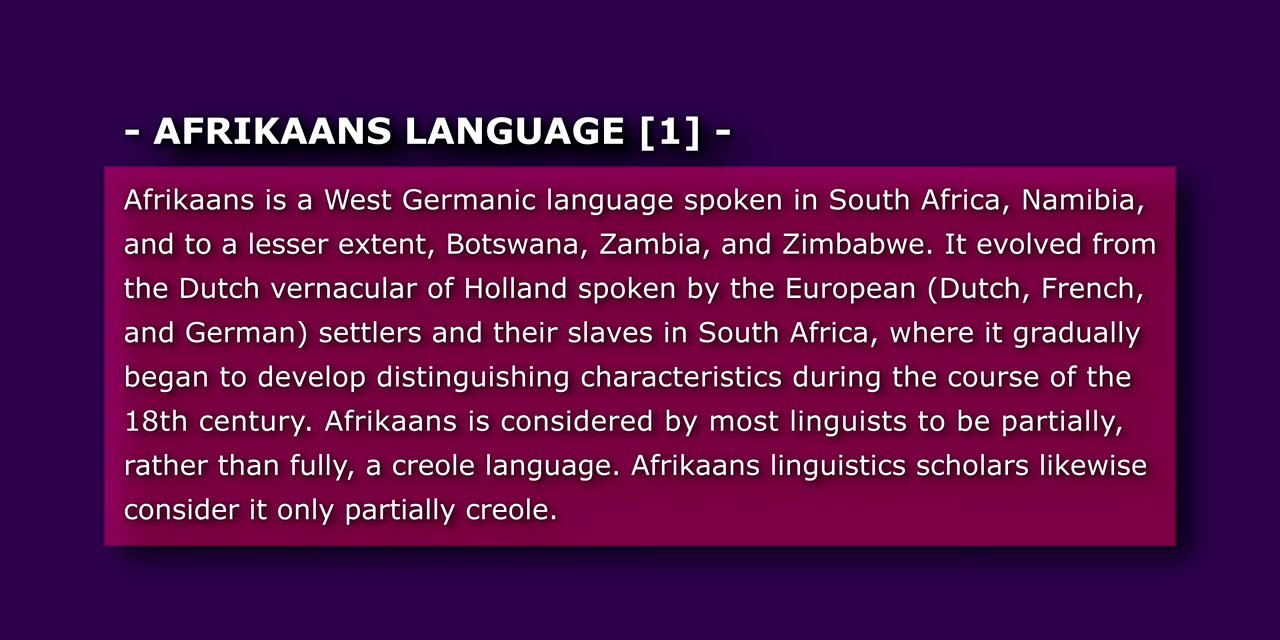 - AFRIKAANS LANGUAGE [1] -
Afrikaans is a West Germanic language spoken in South Africa, Namibia,
and to a lesser extent, Botswana, Zambia, and Zimbabwe. It evolved from
the Dutch vernacular of Holland spoken by the European (Dutch, French,
and German) settlers and their slaves in South Africa, where it gradually
began to develop distinguishing characteristics during the course of the
18th century. Afrikaans is considered by most linguists to be partially,
rather than fully, a creole language. Afrikaans linguistics scholars likewise
consider it only partially creole.